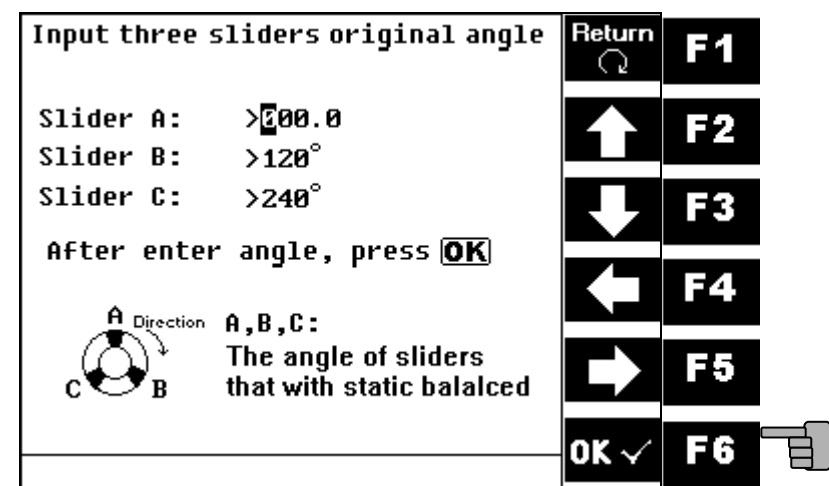 Input three sliders original angle
Return
F1
Slider A: >000.0
F2
Slider B: >120°
Slider C: >240°
F3
After enter angle, press OK
F4
A Direction
A,B,C:
The angle of sliders
F5
C B
that with static balalced
OK ✓
F6